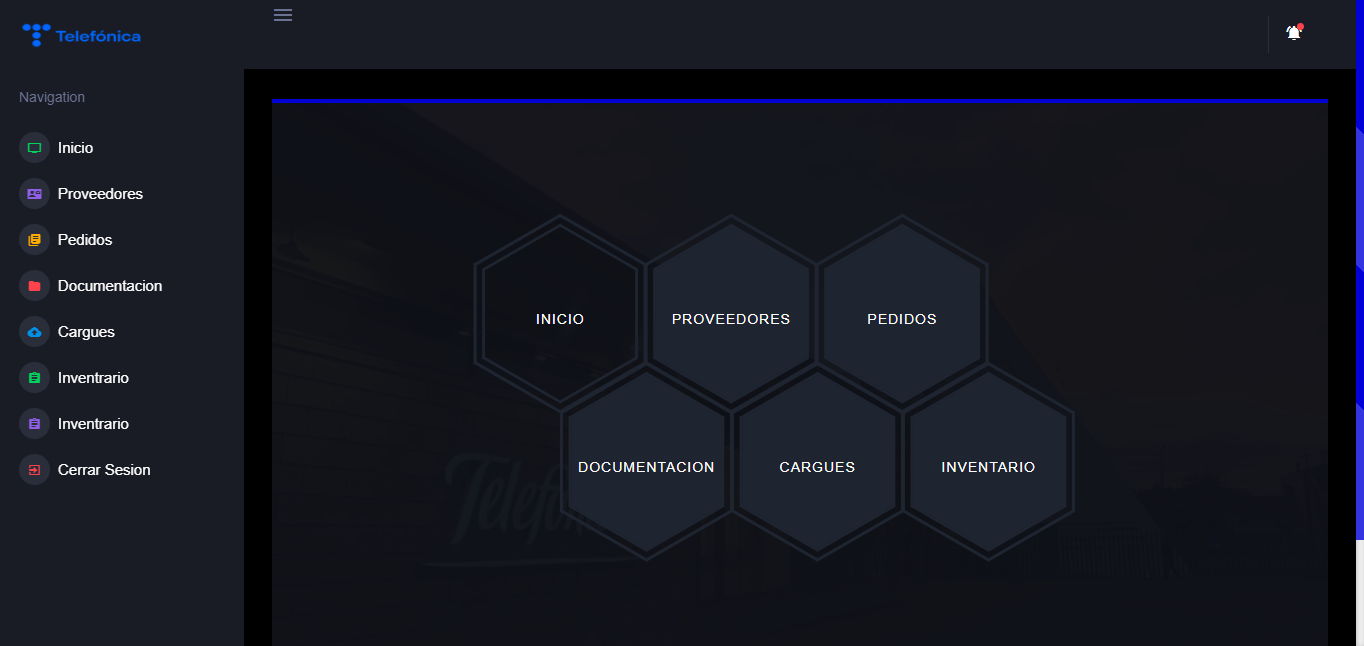 Telefónica
Navigation
Inicio
Proveedores
Pedidos
Documentacion
Cargues
Inventrario
Inventrario
Cerrar Sesion
INICIO
PROVEEDORES
PEDIDOS
DOCUMENTACION
CARGUES
INVENTARIO